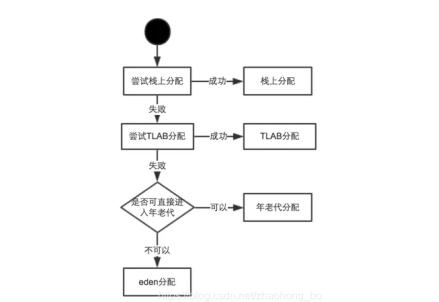 尝试栈上分配
成功
栈上分配
失败
尝试TLAB分配
成功
TLAB分配
失败
是否可直接进
入年老代
可以
年老代分配
不可以
eden分配
https://blog.csdn.net/zhaohong_bo